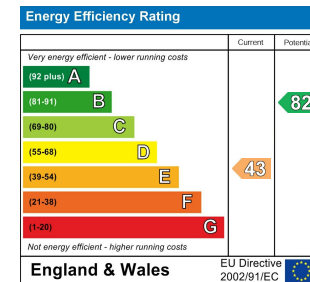 Energy Efficiency Rating
Current Potentia
Very energy efficient - lower running costs
(92 plus) A
(81-91) B
82
(69-80) C
(55-68) D
(39-54) E
43
(21-38) F
(1-20) G
Not energy efficient - higher running costs
England & Wales
EU Directive
2002/91/EC